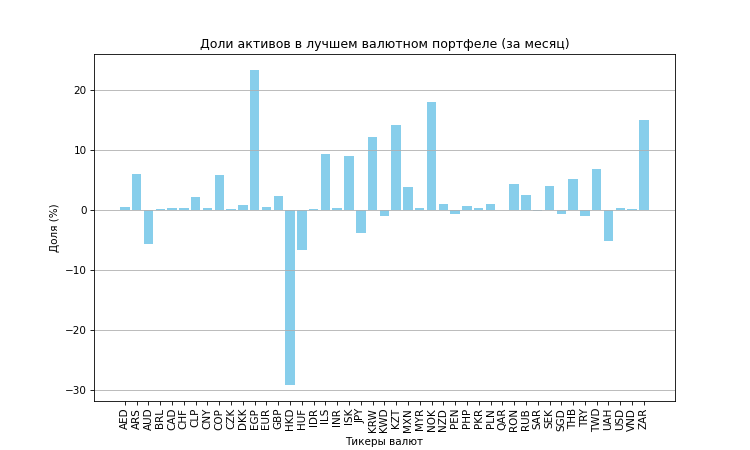 Доли активов в лучшем валютном портфеле (за месяц)
Доля (%)
20
10
0
−10
−20
−30
AED ARS AUD BRL CAD CHF CLP CNY COP CZK DKK EGP EUR GBP HKD HUF IDR ILS INR ISK JPY KRW KWD KZT MXN MYR NOK NZD PEN PHP PKR PLN QAR RON RUB SAR SEK SGD THB TRY TWD UAH USD VND ZAR
Тикеры валют